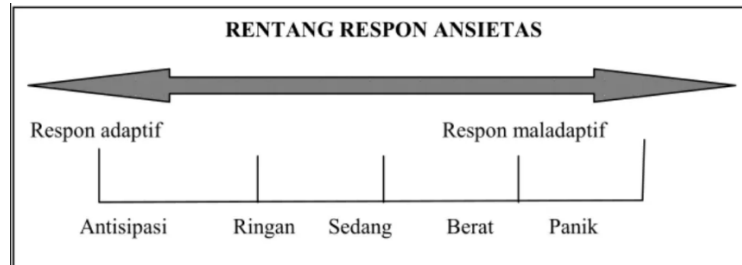 RENTANG RESPON ANSIETAS
Respon adaptif Respon maladaptif
Antisipasi Ringan Sedang Berat Panik